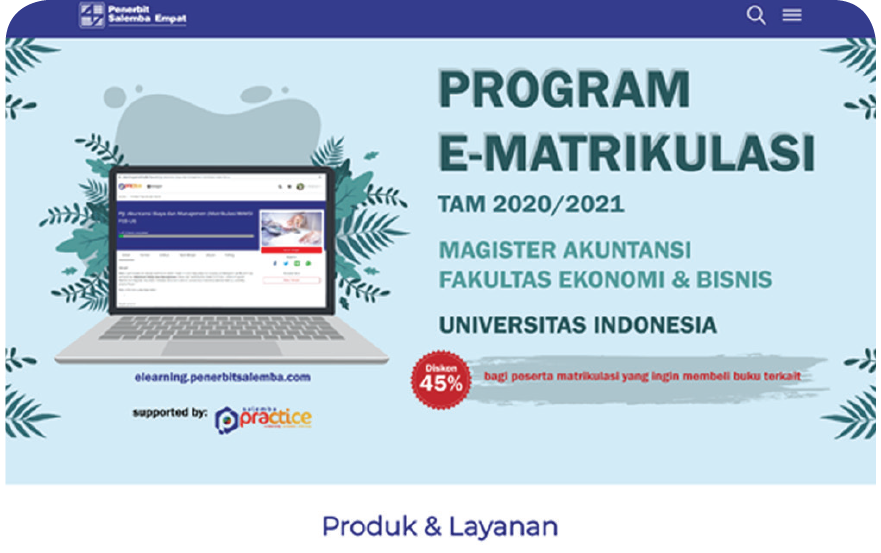 Penerbit
Salemba Empat
PROGRAM
E-MATRIKULASI
TAM 2020/2021
MAGISTER AKUNTANSI
FAKULTAS EKONOMI & BISNIS
UNIVERSITAS INDONESIA
Diskon
45%
bagi peserta matrikulasi yang ingin membeli buku terkait
elearning.penerbitsalemba.com
supported by:
salemba
practice
Produk & Layanan